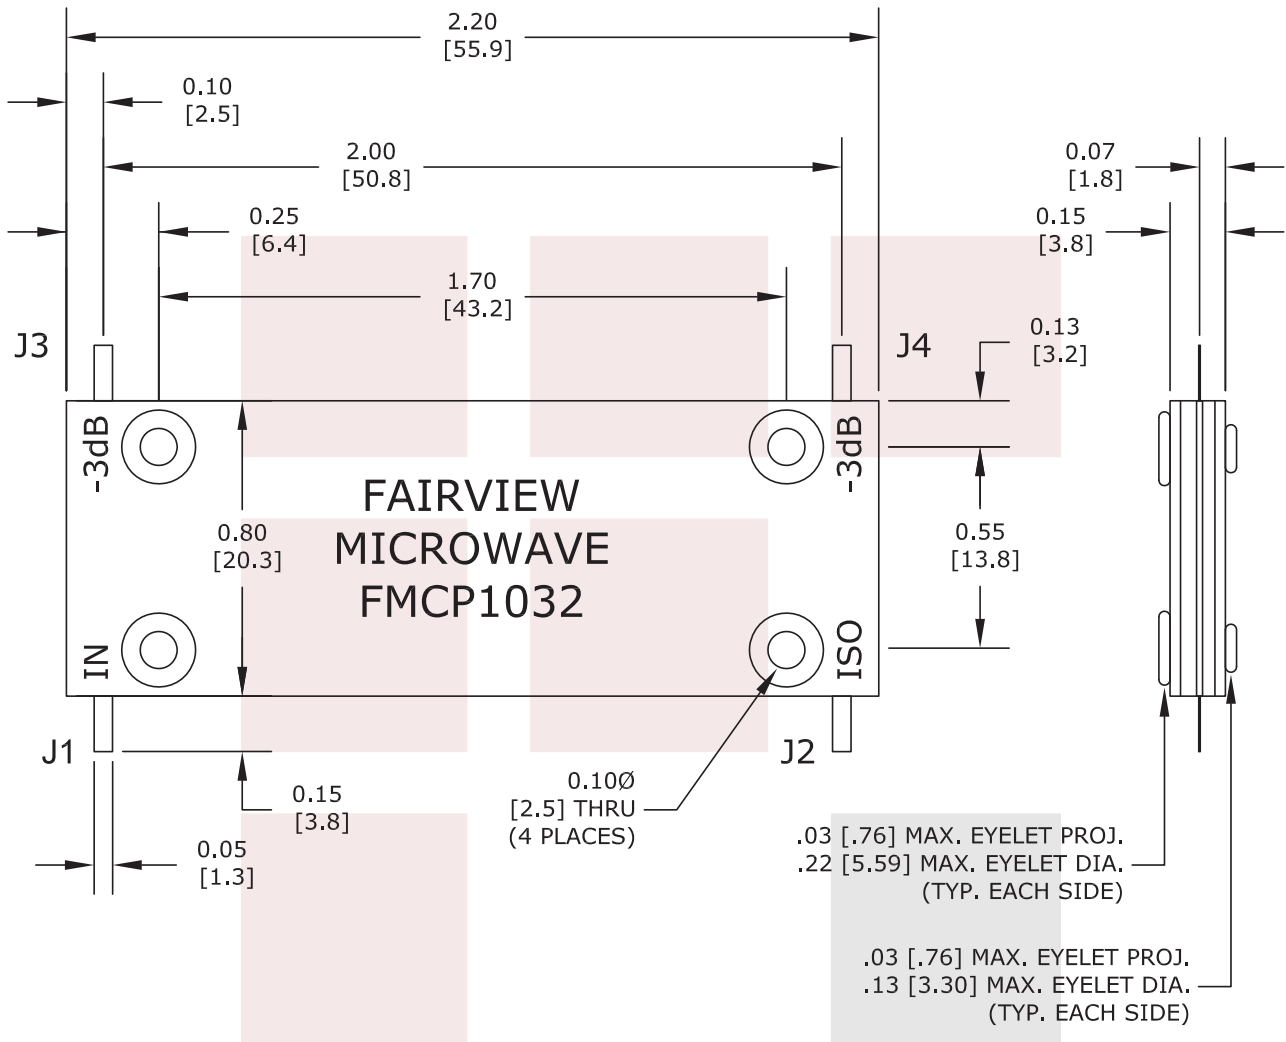 2.20
[55.9]
0.10
[2.5]
2.00
[50.8]
0.07
[1.8]
0.25
[6.4]
0.15
[3.8]
1.70
[43.2]
0.13
[3.2]
J3
J4
-3dB
-3dB
FAIRVIEW
MICROWAVE
FMCP1032
0.80
[20.3]
0.55
[13.8]
IN
ISO
J1
J2
0.15
[3.8]
0.10Ø
[2.5] THRU
(4 PLACES)
0.05
[1.3]
.03 [.76] MAX. EYELET PROJ.
.22 [5.59] MAX. EYELET DIA.
(TYP. EACH SIDE)
.03 [.76] MAX. EYELET PROJ.
.13 [3.30] MAX. EYELET DIA.
(TYP. EACH SIDE)